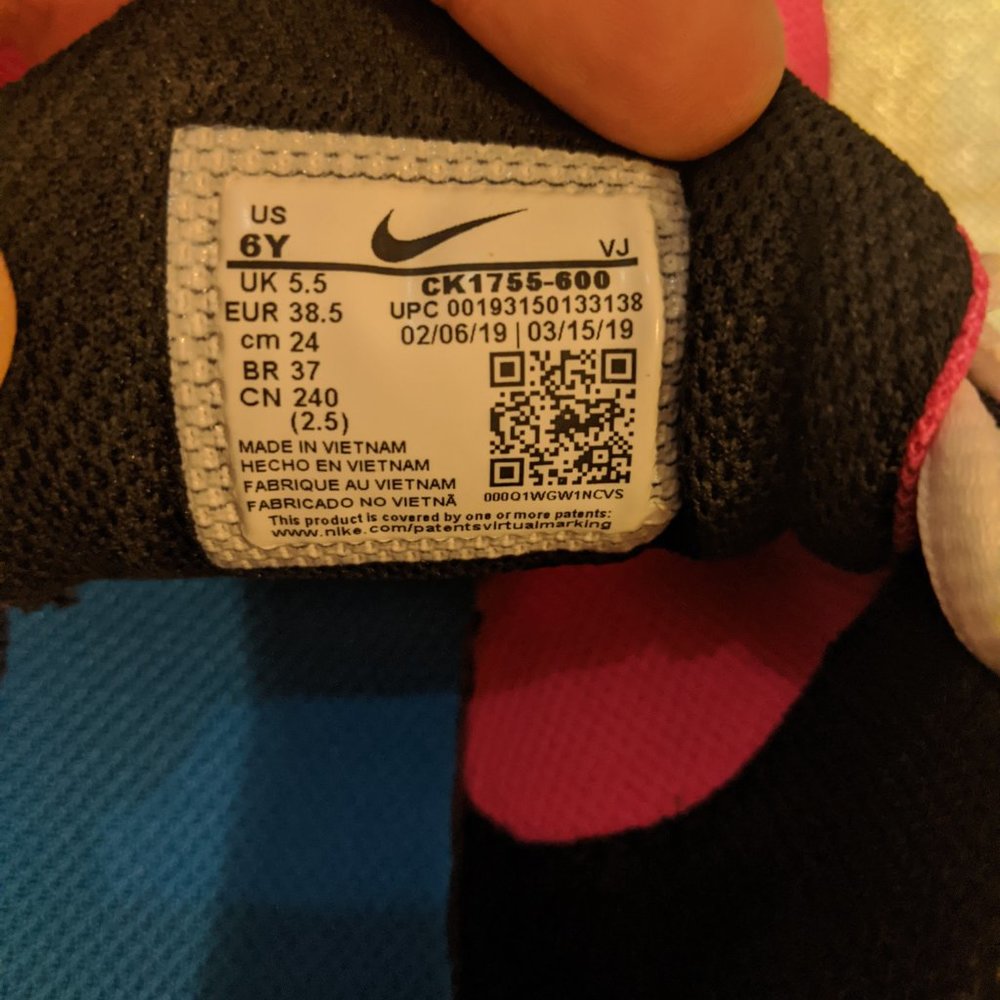 US
6Y
VJ
UK 5.5
CK1755-600
EUR 38.5
UPC 00193150133138
cm 24
02/06/19 | 03/15/19
BR 37
CN 240
(2.5)
MADE IN VIETNAM
HECHO EN VIETNAM
FABRIQUE AU VIETNAM
FABRICADO NO VIETNÃ
000Q1WGW1NCVS
This product is covered by one or more patents:
www.nike.com/patentsvirtualmarking